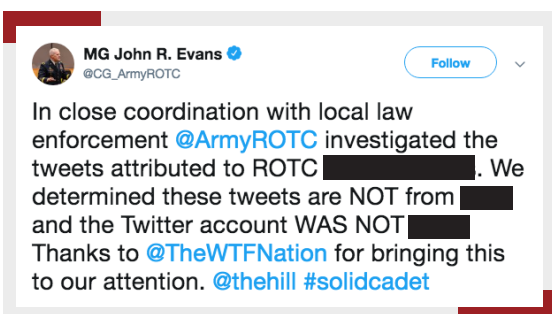 MG John R. Evans
@CG_ArmyROTC
Follow
In close coordination with local law
enforcement @ArmyROTC investigated the
tweets attributed to ROTC . We
determined these tweets are NOT from
and the Twitter account WAS NOT
Thanks to @TheWTFNation for bringing this
to our attention. @thehill #solidcadet